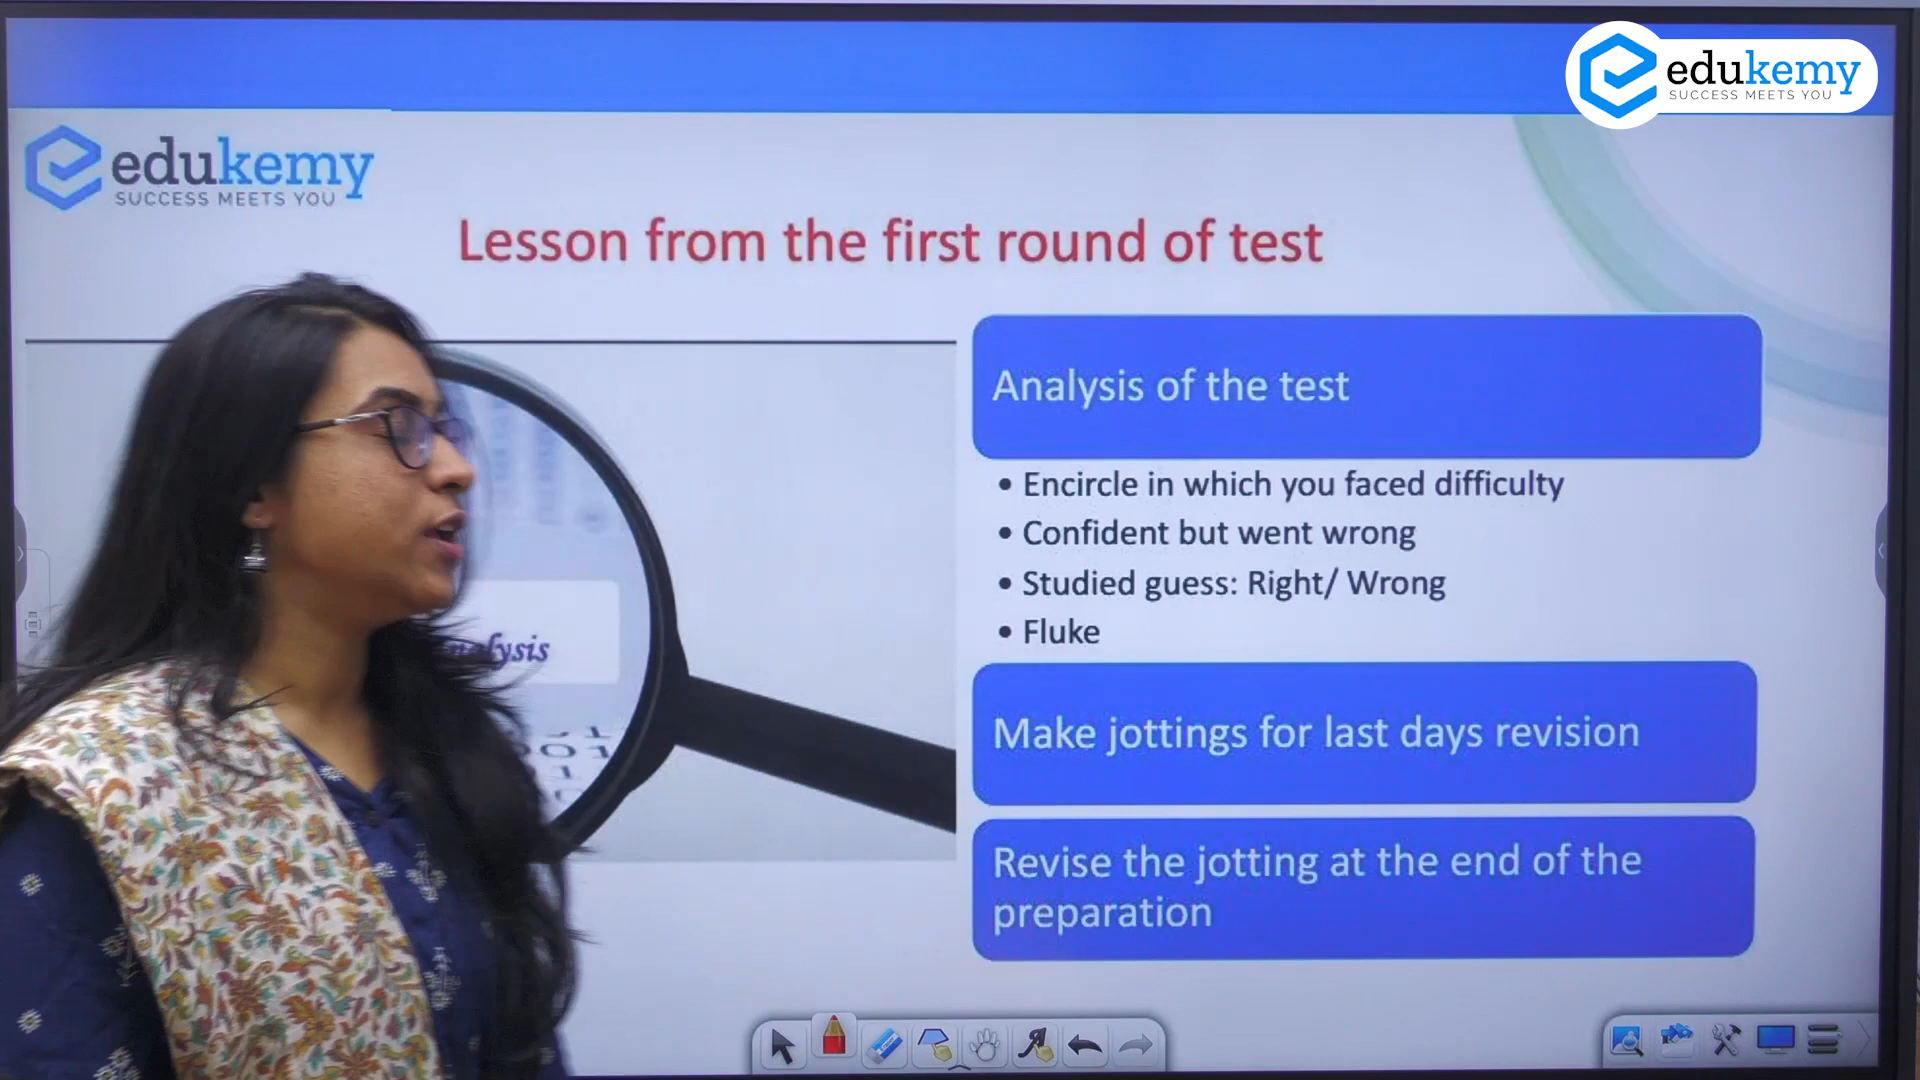 edukemy
SUCCESS MEETS YOU
edukemy
SUCCESS MEETS YOU
Lesson from the first round of test
Analysis of the test
• Encircle in which you faced difficulty
• Confident but went wrong
• Studied guess: Right/ Wrong
• Fluke
Make jottings for last days revision
Revise the jotting at the end of the
preparation